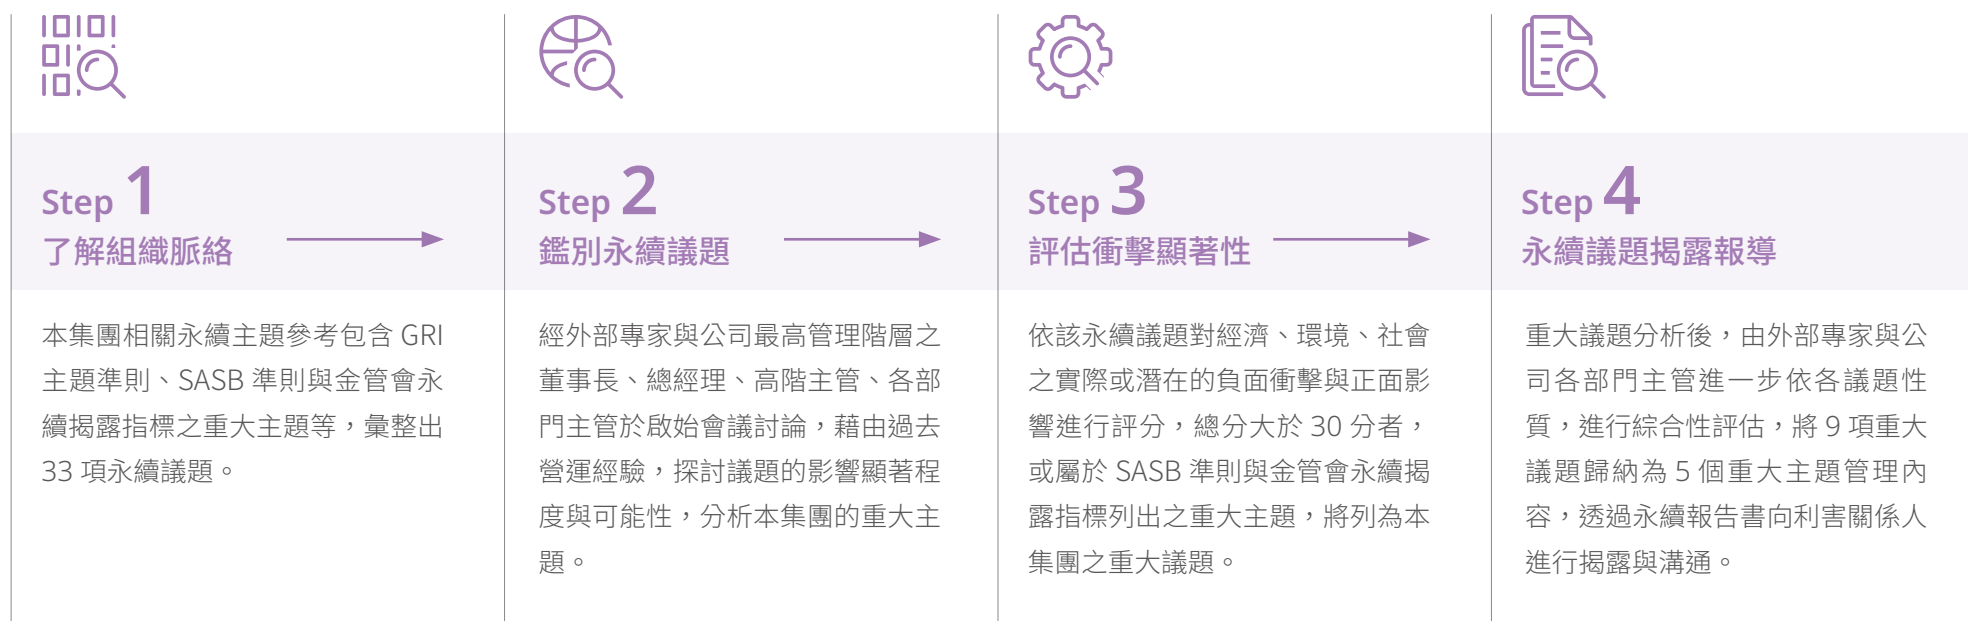 Step 1
了解組織脈絡
本集團相關永續主題參考包含 GRI
主題準則、SASB 準則與金管會永
續揭露指標之重大主題等，彙整出
33 項永續議題。
Step 2
鑑別永續議題
經外部專家與公司最高管理階層之
董事長、總經理、高階主管、各部
門主管於啟始會議討論，藉由過去
營運經驗，探討議題的影響顯著程
度與可能性，分析本集團的重大主
題。
Step 3
評估衝擊顯著性
依該永續議題對經濟、環境、社會
之實際或潛在的負面衝擊與正面影
響進行評分，總分大於 30 分者，
或屬於 SASB 準則與金管會永續揭
露指標列出之重大主題，將列為本
集團之重大議題。
Step 4
永續議題揭露報導
重大議題分析後，由外部專家與公
司各部門主管進一步依各議題性
質，進行綜合性評估，將 9 項重大
議題歸納為 5 個重大主題管理內
容，透過永續報告書向利害關係人
進行揭露與溝通。